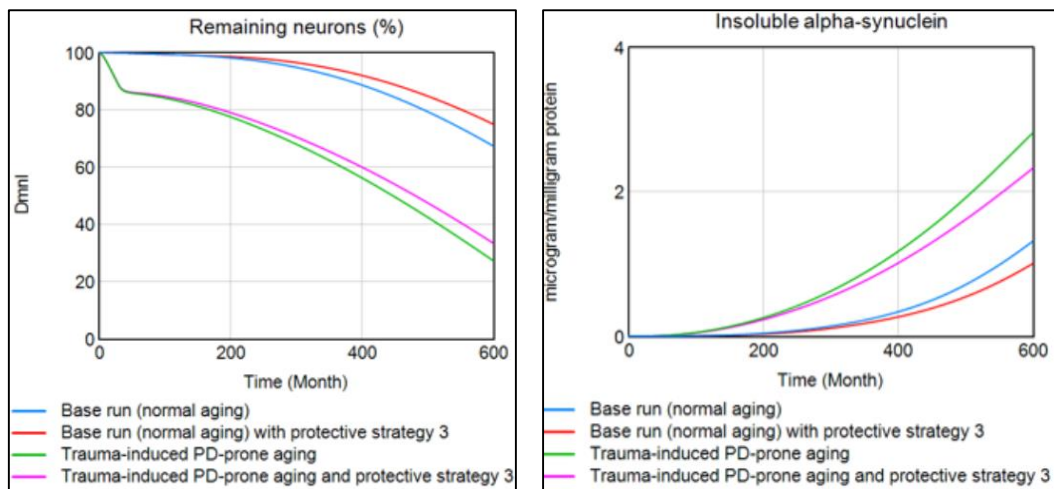 Remaining neurons (%)
100
80
60
40
20
0
Dmnl
0
200
400
600
Time (Month)
Base run (normal aging)
Base run (normal aging) with protective strategy 3
Trauma-induced PD-prone aging
Trauma-induced PD-prone aging and protective strategy 3
Insoluble alpha-synuclein
4
2
0
microgram/milligram protein
0
200
400
600
Time (Month)
Base run (normal aging)
Base run (normal aging) with protective strategy 3
Trauma-induced PD-prone aging
Trauma-induced PD-prone aging and protective strategy 3